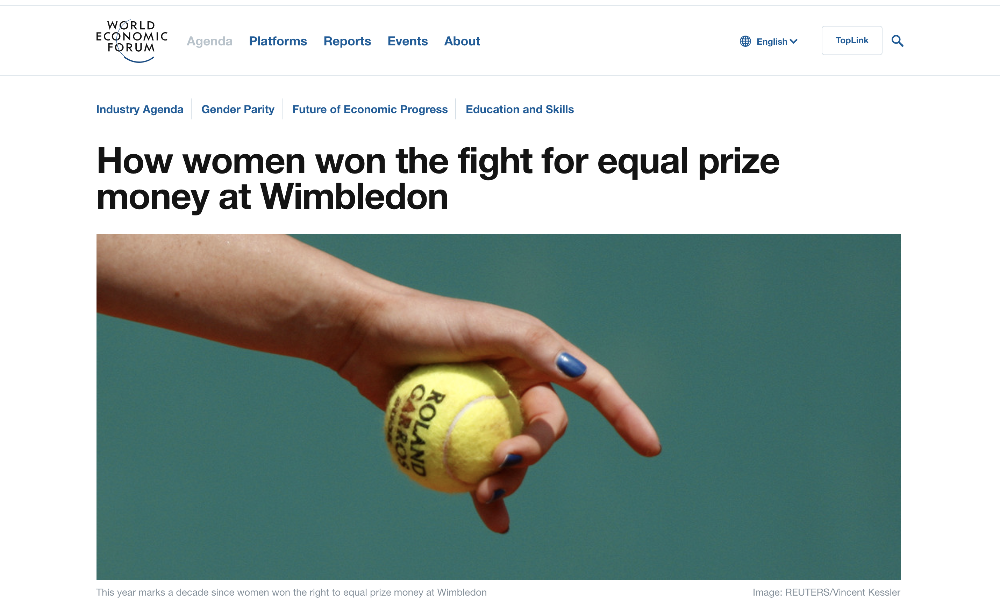 WORLD
ECONOMIC
FORUM
Agenda Platforms Reports Events About
English
TopLink
Industry Agenda
Gender Parity
Future of Economic Progress
Education and Skills
How women won the fight for equal prize
money at Wimbledon
ROLAND
GARROS
This year marks a decade since women won the right to equal prize money at Wimbledon
Image: REUTERS/Vincent Kessler